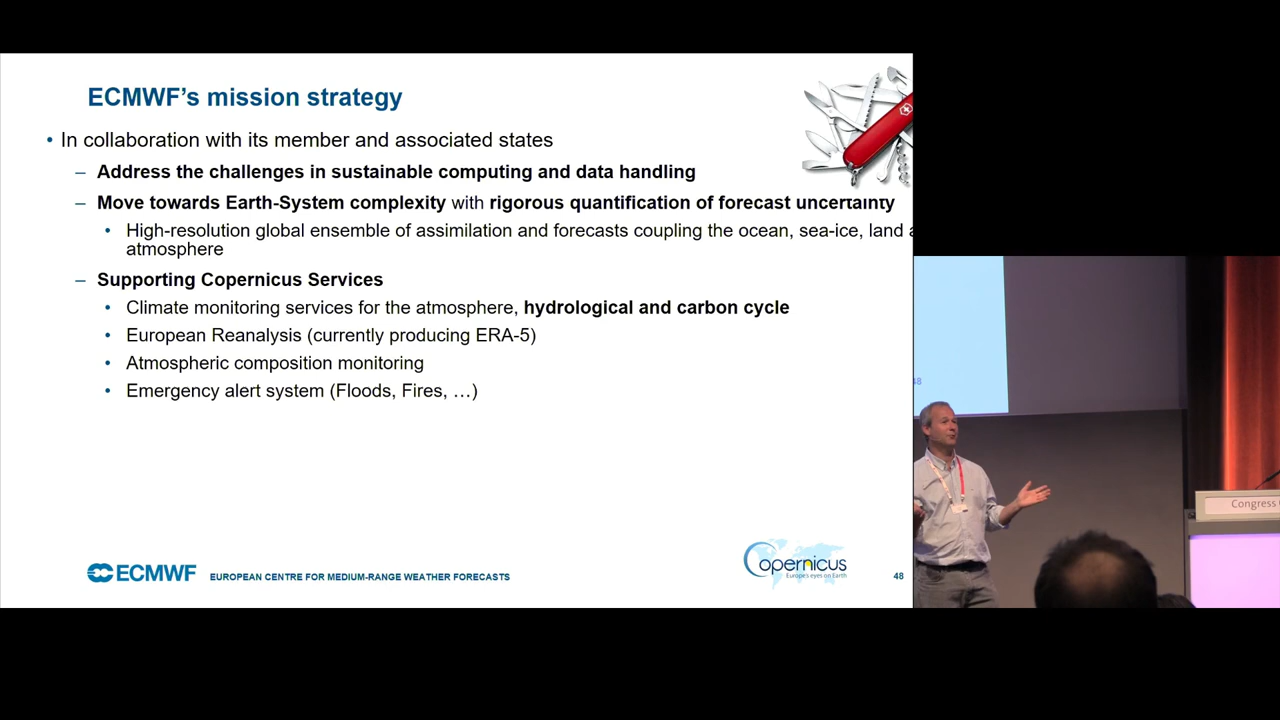 ECMWF’s mission strategy
• In collaboration with its member and associated states
– Address the challenges in sustainable computing and data handling
– Move towards Earth-System complexity with rigorous quantification of forecast uncertainty
• High-resolution global ensemble of assimilation and forecasts coupling the ocean, sea-ice, land
atmosphere
– Supporting Copernicus Services
• Climate monitoring services for the atmosphere, hydrological and carbon cycle
• European Reanalysis (currently producing ERA-5)
• Atmospheric composition monitoring
• Emergency alert system (Floods, Fires, …)
ECMWF EUROPEAN CENTRE FOR MEDIUM-RANGE WEATHER FORECASTS
Copernicus
Europe's eyes on Earth
48
48
Congress